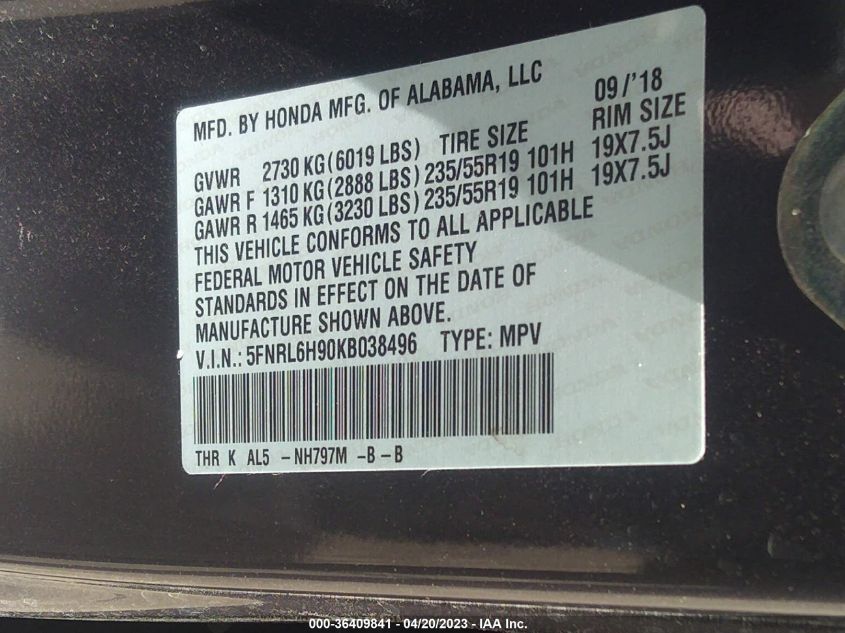 MFD. BY HONDA MFG. OF ALABAMA, LLC 09/'18
GVWR 2730 KG(6019 LBS) TIRE SIZE RIM SIZE
GAWR F 1310 KG(2888 LBS) 235/55R19 101H 19X7.5J
GAWR R 1465 KG(3230 LBS) 235/55R19 101H 19X7.5J
THIS VEHICLE CONFORMS TO ALL APPLICABLE
FEDERAL MOTOR VEHICLE SAFETY
STANDARDS IN EFFECT ON THE DATE OF
MANUFACTURE SHOWN ABOVE.
V.I.N.: 5FNRL6H90KB038496 TYPE: MPV
THR K AL5 -NH797M -B -B
000-36409841 - 04/20/2023 - IAA Inc.